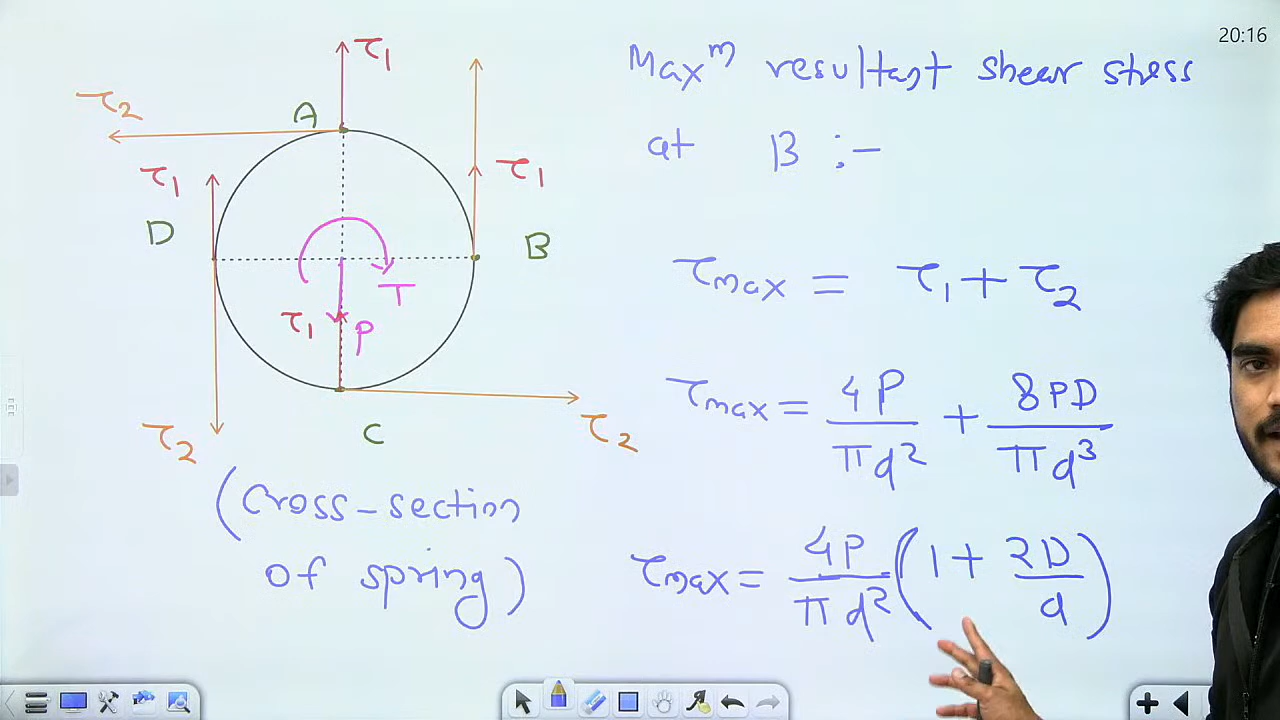 20:16
τ1
τ2
A
τ1
τ1
D
B
T
τ1
P
τ2
C
τ2
(Cross-section
of spring)
Maxᵐ resultant shear stress
at B :-
τmax = τ1 + τ2
τmax = 4P/πd² + 8PD/πd³
τmax = 4P/πd² (1 + 2D/d)